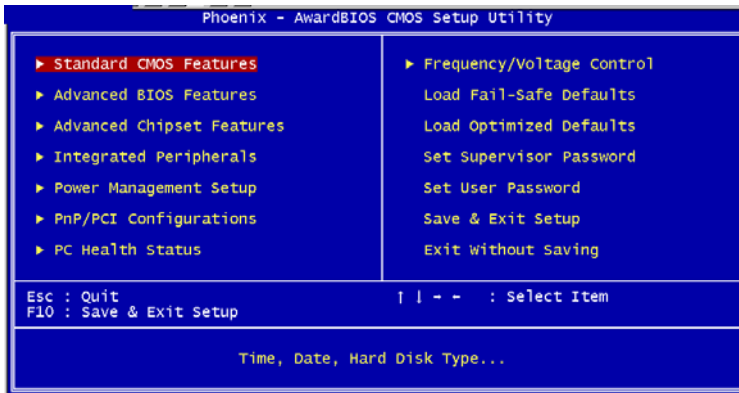 Phoenix - AwardBIOS CMOS Setup Utility
▶ Standard CMOS Features
▶ Advanced BIOS Features
▶ Advanced Chipset Features
▶ Integrated Peripherals
▶ Power Management Setup
▶ PnP/PCI Configurations
▶ PC Health Status
▶ Frequency/Voltage Control
Load Fail-Safe Defaults
Load Optimized Defaults
Set Supervisor Password
Set User Password
Save & Exit Setup
Exit Without Saving
Esc : Quit
F10 : Save & Exit Setup
↑ ↓ → ← : Select Item
Time, Date, Hard Disk Type...